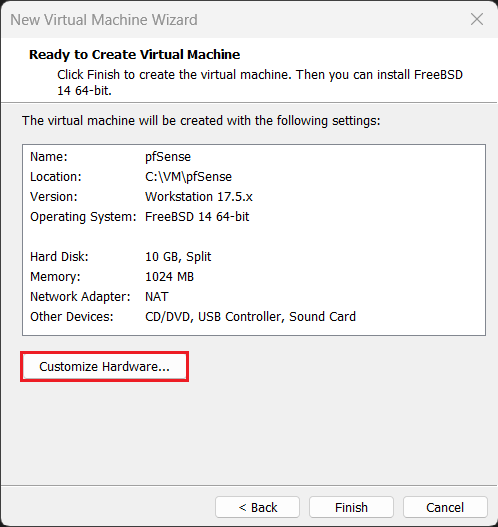 New Virtual Machine Wizard
Ready to Create Virtual Machine
Click Finish to create the virtual machine. Then you can install FreeBSD
14 64-bit.
The virtual machine will be created with the following settings:
Name: pfSense
Location: C:\VM\pfSense
Version: Workstation 17.5.x
Operating System: FreeBSD 14 64-bit
Hard Disk: 10 GB, Split
Memory: 1024 MB
Network Adapter: NAT
Other Devices: CD/DVD, USB Controller, Sound Card
Customize Hardware...
< Back Finish Cancel